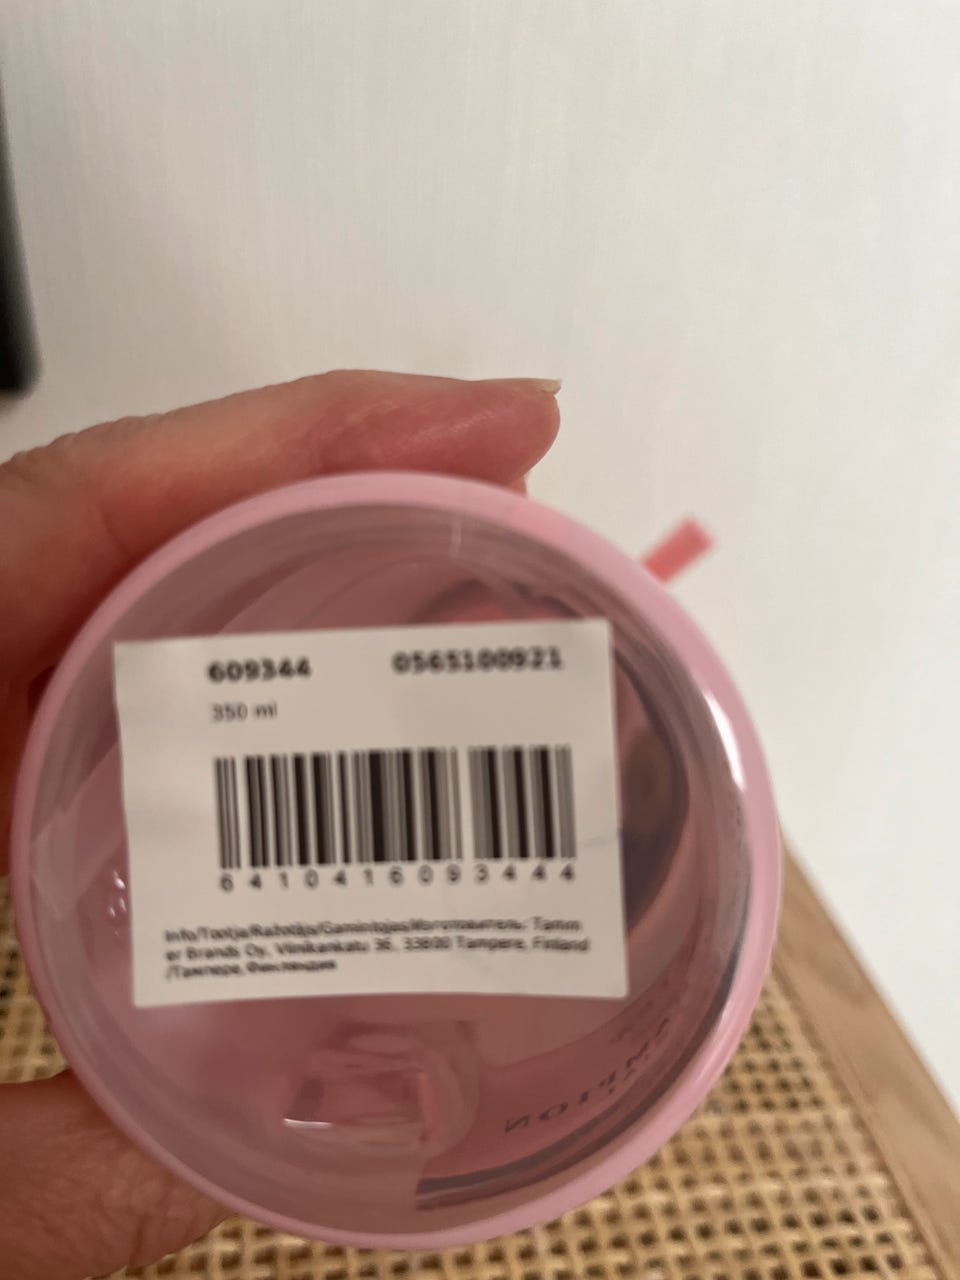 609344 0565100921
350 ml
6410416093444
Info/Tootja/Ražotājs/Gamintojas/Изготовитель: Tamm
er Brands Oy, Viinikankatu 36, 33800 Tampere, Finland
/Тампере, Финляндия